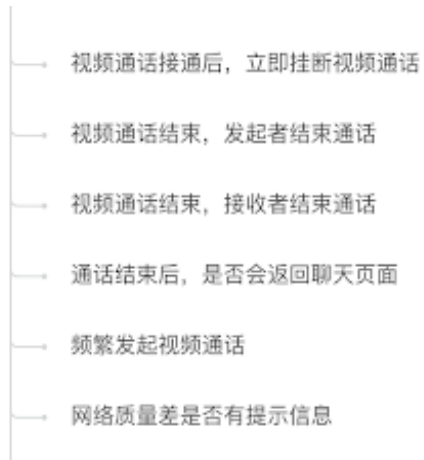 视频通话接通后，立即挂断视频通话
视频通话结束，发起者结束通话
视频通话结束，接收者结束通话
通话结束后，是否会返回聊天页面
频繁发起视频通话
网络质量差是否有提示信息